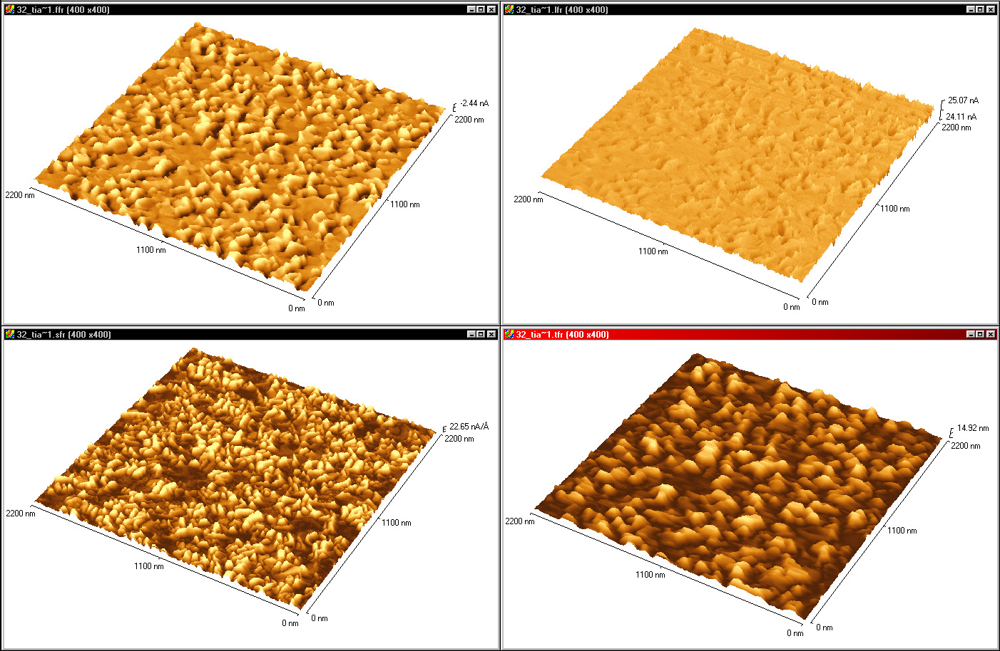 32_tia~1.ffr (400 x400)
-2.44 nA
2200 nm
2200 nm
1100 nm
1100 nm
0 nm
0 nm
32_tia~1.lfr (400 x400)
25.07 nA
24.11 nA
2200 nm
2200 nm
1100 nm
1100 nm
0 nm
0 nm
32_tia~1.sfr (400 x400)
22.65 nA/Å
2200 nm
2200 nm
1100 nm
1100 nm
0 nm
0 nm
32_tia~1.tfr (400 x400)
14.92 nm
2200 nm
2200 nm
1100 nm
1100 nm
0 nm
0 nm